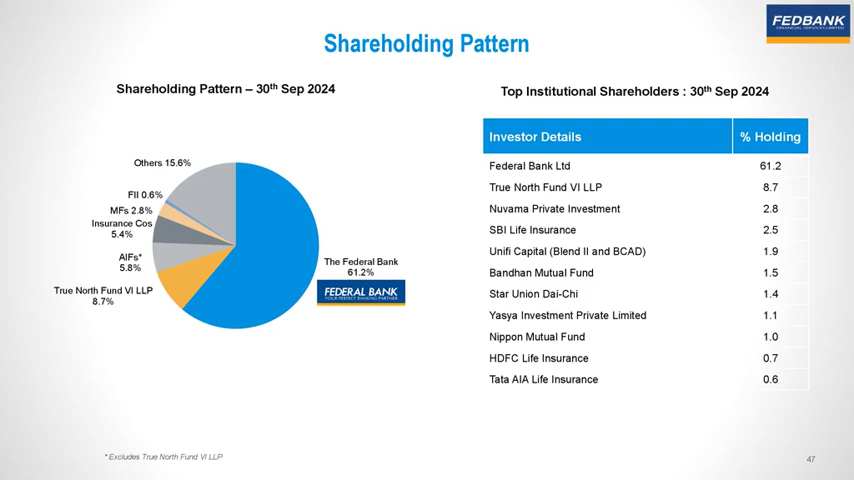 FEDBANK
FINANCIAL SERVICES LIMITED
Shareholding Pattern
Shareholding Pattern – 30th Sep 2024
Others 15.6%
FII 0.6%
MFs 2.8%
Insurance Cos
5.4%
AIFs*
5.8%
True North Fund VI LLP
8.7%
The Federal Bank
61.2%
FEDERAL BANK
YOUR PERFECT BANKING PARTNER
Top Institutional Shareholders : 30th Sep 2024
Investor Details % Holding
Federal Bank Ltd 61.2
True North Fund VI LLP 8.7
Nuvama Private Investment 2.8
SBI Life Insurance 2.5
Unifi Capital (Blend II and BCAD) 1.9
Bandhan Mutual Fund 1.5
Star Union Dai-Chi 1.4
Yasya Investment Private Limited 1.1
Nippon Mutual Fund 1.0
HDFC Life Insurance 0.7
Tata AIA Life Insurance 0.6
* Excludes True North Fund VI LLP
47